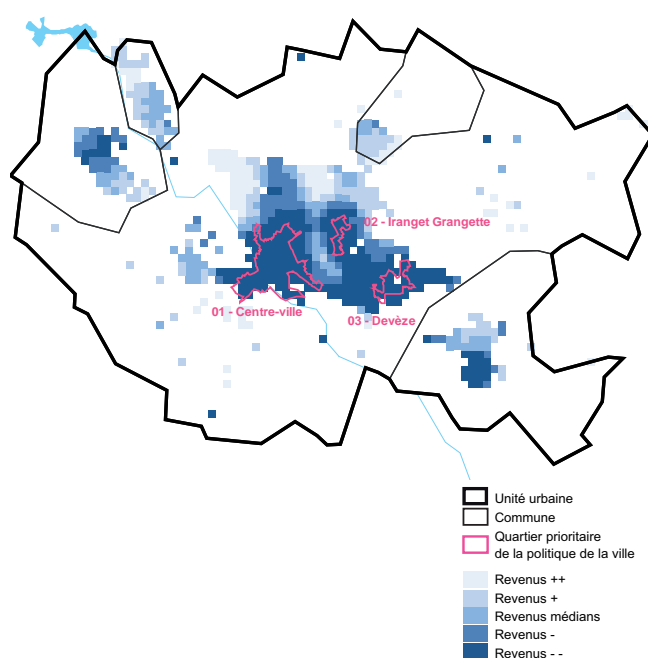 02 - Iranget Grangette
01 - Centre-ville
03 - Devèze
Unité urbaine
Commune
Quartier prioritaire
de la politique de la ville
Revenus ++
Revenus +
Revenus médians
Revenus -
Revenus - -